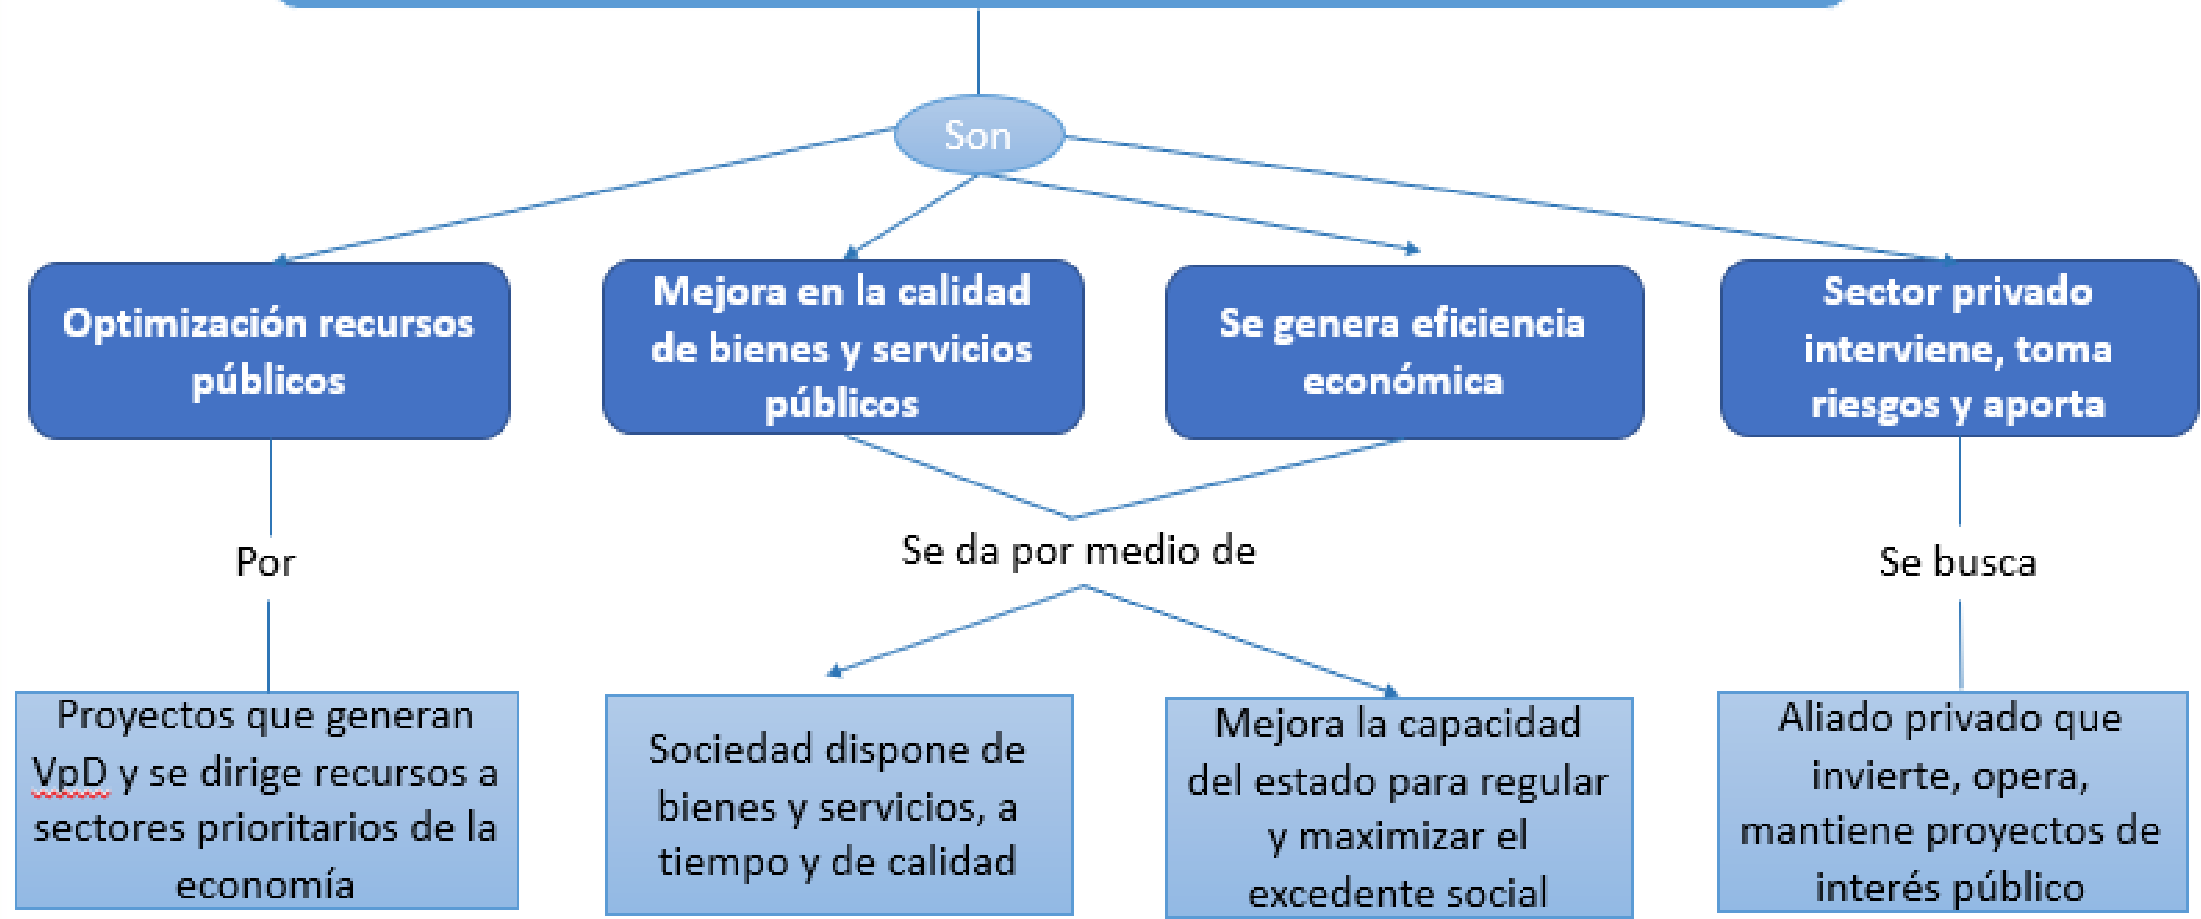 Son
Optimización recursos
públicos
Mejora en la calidad
de bienes y servicios
públicos
Se genera eficiencia
económica
Sector privado
interviene, toma
riesgos y aporta
Por
Se da por medio de
Se busca
Proyectos que generan
VpD y se dirige recursos a
sectores prioritarios de la
economía
Sociedad dispone de
bienes y servicios, a
tiempo y de calidad
Mejora la capacidad
del estado para regular
y maximizar el
excedente social
Aliado privado que
invierte, opera,
mantiene proyectos de
interés público